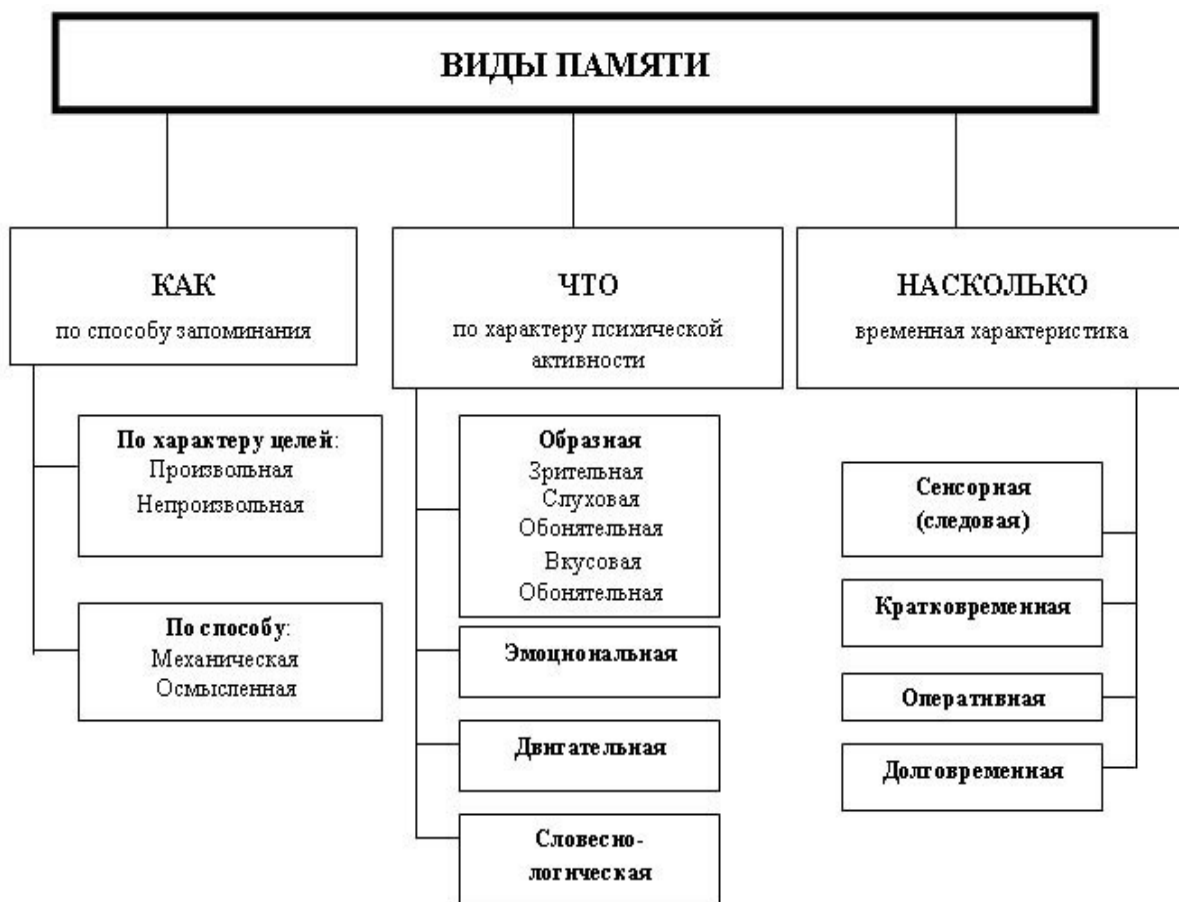 ВИДЫ ПАМЯТИ
КАК
по способу запоминания
По характеру целей:
Произвольная
Непроизвольная
По способу:
Механическая
Осмысленная
ЧТО
по характеру психической
активности
Образная
Зрительная
Слуховая
Обонятельная
Вкусовая
Обонятельная
Эмоциональная
Двигательная
Словесно-
логическая
НАСКОЛЬКО
временная характеристика
Сенсорная
(следовая)
Кратковременная
Оперативная
Долговременная